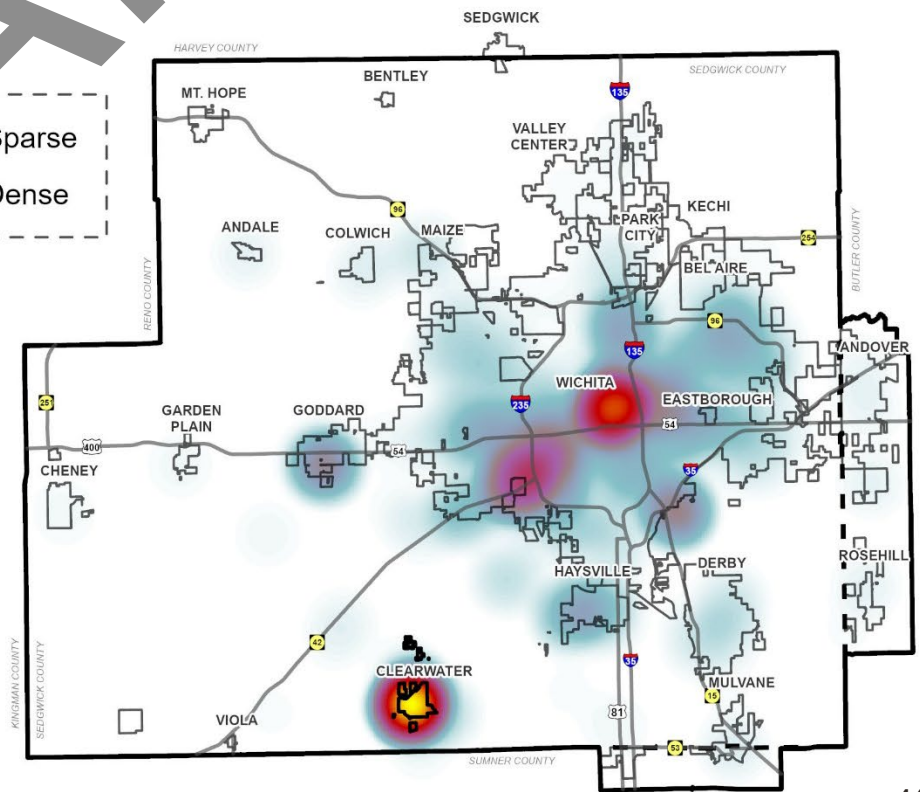 SEDGWICK
HARVEY COUNTY
SEDGWICK COUNTY
BENTLEY
MT. HOPE
135
VALLEY
CENTER
Dense
96
KECHI
PARK
CITY
ANDALE
COLWICH
MAIZE
254
BEL AIRE
BUTLER COUNTY
RENO COUNTY
96
135
ANDOVER
WICHITA
25
235
EASTBOROUGH
GARDEN
PLAIN
GODDARD
54
400
54
CHENEY
35
ROSEHILL
HAYSVILLE
DERBY
42
KINGMAN COUNTY
SEDGWICK COUNTY
35
CLEARWATER
MULVANE
15
VIOLA
81
53
SUMNER COUNTY